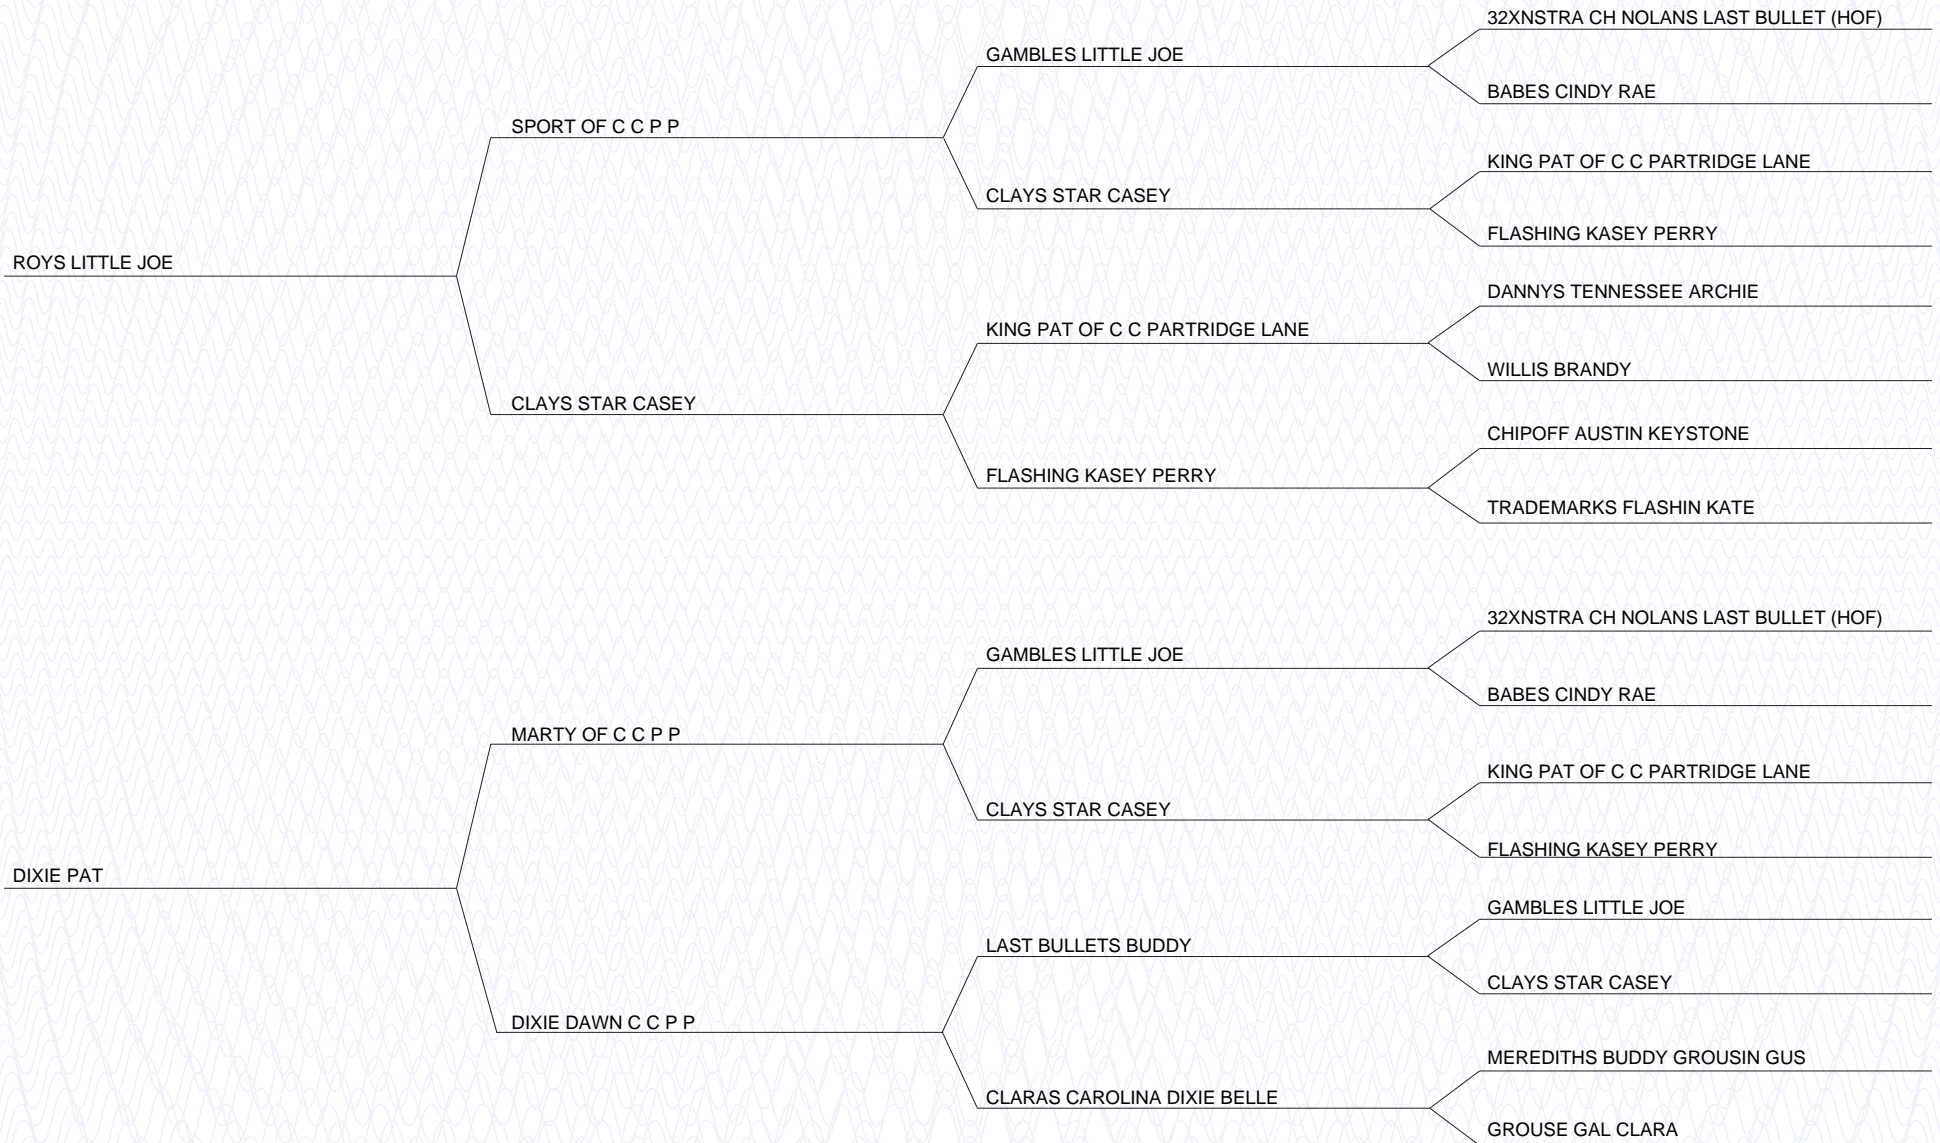 32XNSTRA CH NOLANS LAST BULLET (HOF)
GAMBLES LITTLE JOE
BABES CINDY RAE
SPORT OF C C P P
KING PAT OF C C PARTRIDGE LANE
CLAYS STAR CASEY
FLASHING KASEY PERRY
ROYS LITTLE JOE
DANNYS TENNESSEE ARCHIE
KING PAT OF C C PARTRIDGE LANE
WILLIS BRANDY
CLAYS STAR CASEY
CHIPOFF AUSTIN KEYSTONE
FLASHING KASEY PERRY
TRADEMARKS FLASHIN KATE
32XNSTRA CH NOLANS LAST BULLET (HOF)
GAMBLES LITTLE JOE
BABES CINDY RAE
MARTY OF C C P P
KING PAT OF C C PARTRIDGE LANE
CLAYS STAR CASEY
FLASHING KASEY PERRY
DIXIE PAT
GAMBLES LITTLE JOE
LAST BULLETS BUDDY
CLAYS STAR CASEY
DIXIE DAWN C C P P
MEREDITHS BUDDY GROUSIN GUS
CLARAS CAROLINA DIXIE BELLE
GROUSE GAL CLARA